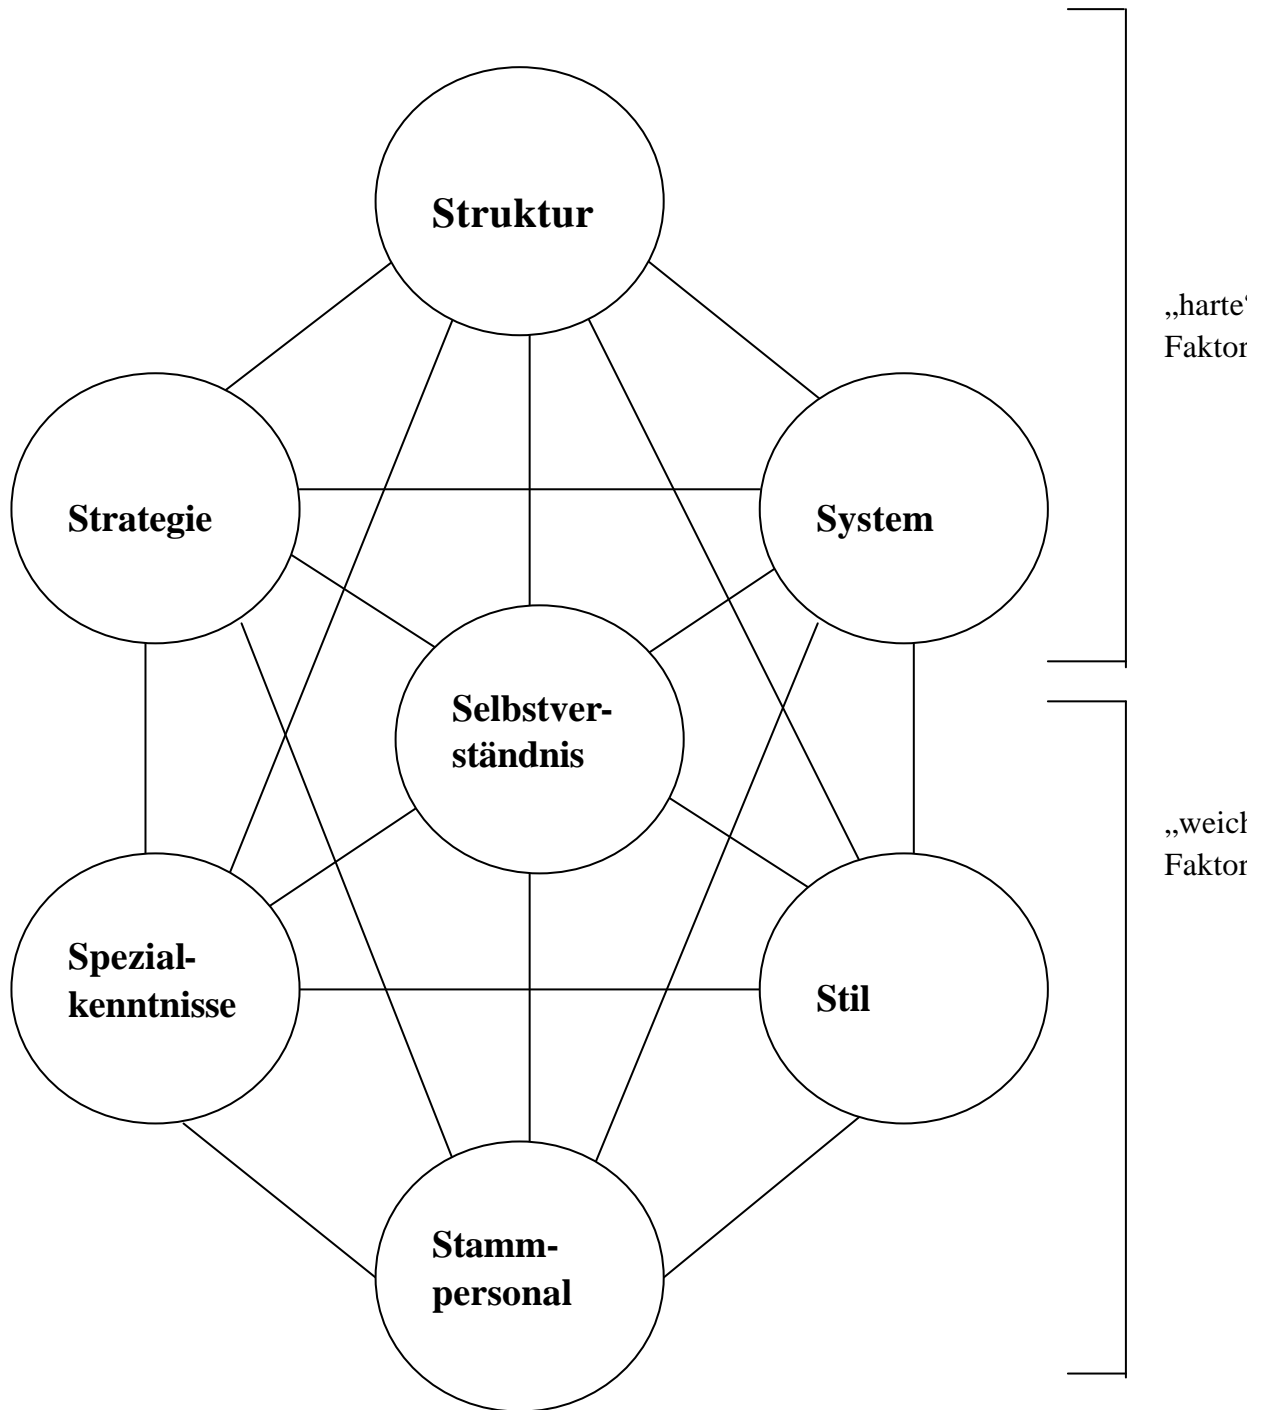 Struktur
„harte“
Faktor
Strategie
System
Selbstver-
ständnis
„weich
Faktor
Spezial-
kenntnisse
Stil
Stamm-
personal